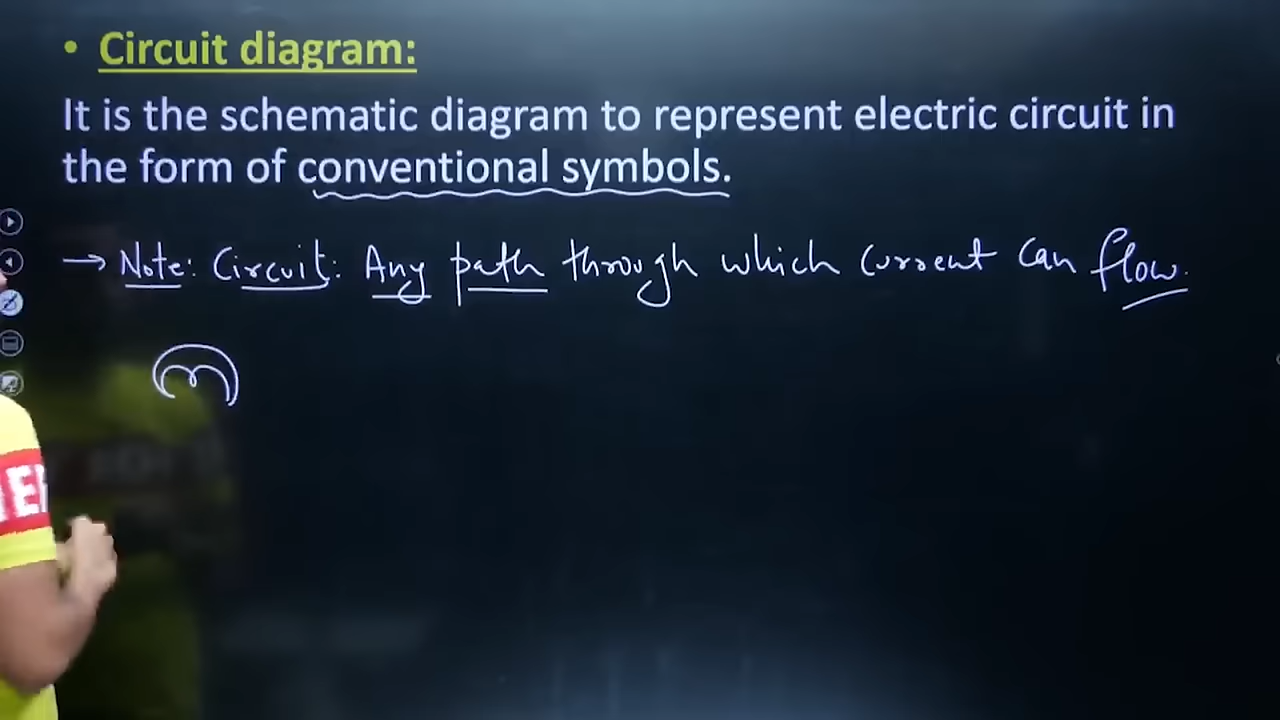 • Circuit diagram:
It is the schematic diagram to represent electric circuit in
the form of conventional symbols.
→ Note: Circuit: Any path through which current can flow.